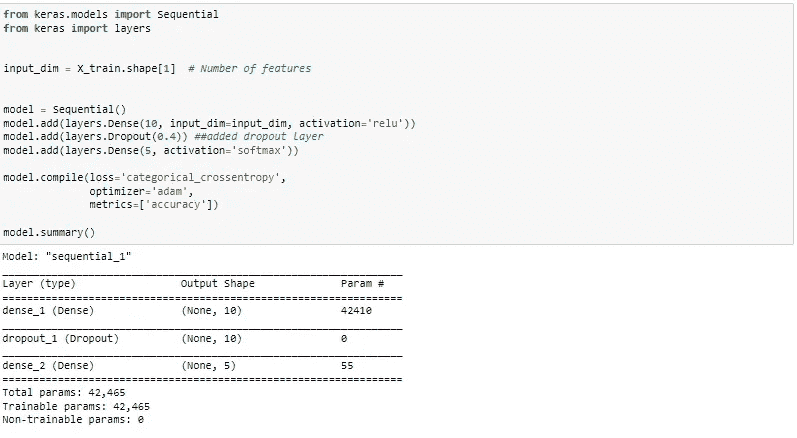 from keras.models import Sequential
from keras import layers
input_dim = X_train.shape[1]  # Number of features
model = Sequential()
model.add(layers.Dense(10, input_dim=input_dim, activation='relu'))
model.add(layers.Dropout(0.4)) ##added dropout layer
model.add(layers.Dense(5, activation='softmax'))
model.compile(loss='categorical_crossentropy',
              optimizer='adam',
              metrics=['accuracy'])
model.summary()
Model: "sequential_1"
_________________________________________________________________
Layer (type)                 Output Shape              Param #
=================================================================
dense_1 (Dense)              (None, 10)                42410
_________________________________________________________________
dropout_1 (Dropout)          (None, 10)                0
_________________________________________________________________
dense_2 (Dense)              (None, 5)                 55
=================================================================
Total params: 42,465
Trainable params: 42,465
Non-trainable params: 0